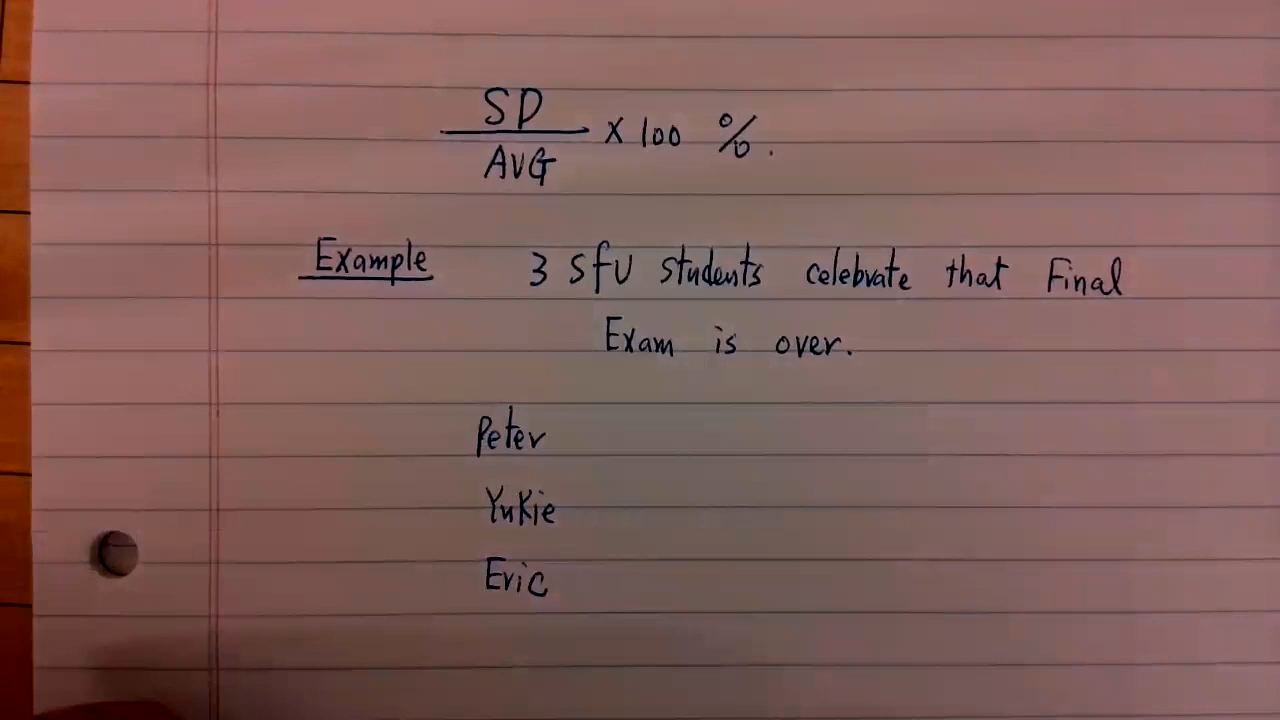 SD
AVG
x 100 %.
Example 3 SFU students celebrate that Final
Exam is over.
Peter
Yukie
Eric